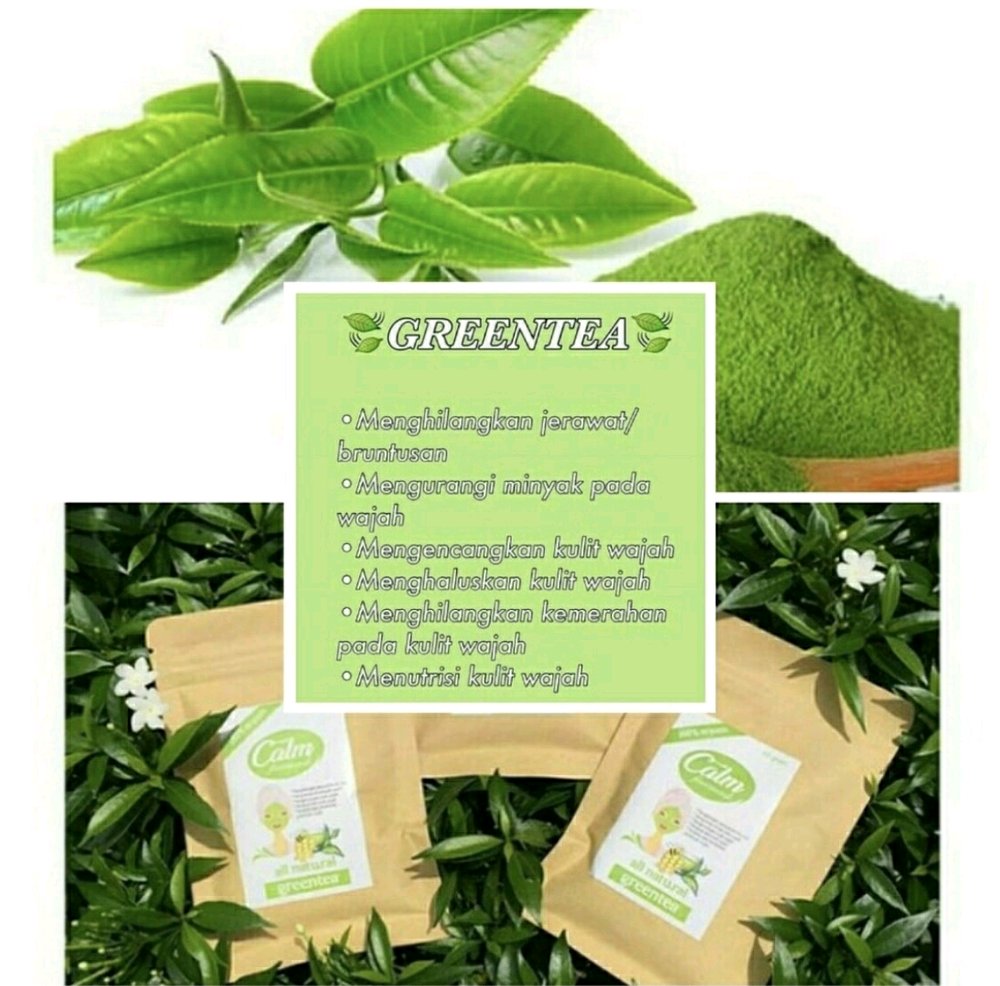 GREENTEA
•Menghilangkan jerawat/
bruntusan
•Mengurangi minyak pada
wajah
•Mengencangkan kulit wajah
•Menghaluskan kulit wajah
•Menghilangkan kemerahan
pada kulit wajah
•Menutrisi kulit wajah
Calm
all natural
greentea
Calm
all natural
greentea